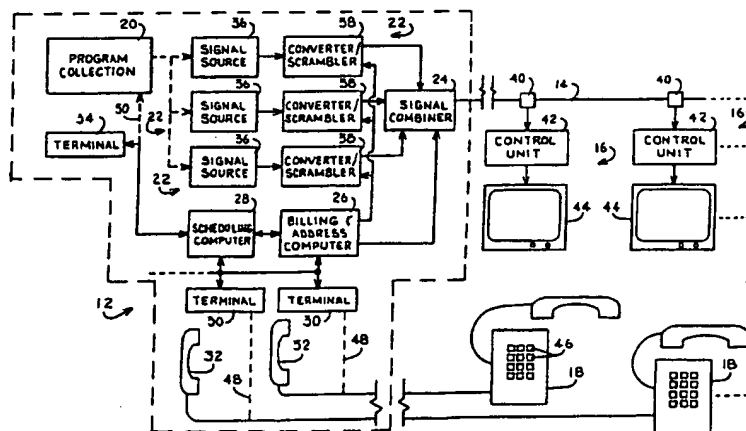 20
36
58
22
PROGRAM
COLLECTION
SIGNAL
SOURCE
CONVERTER/
SCRAMBLER
24
40
14
40
50
22
56
58
SIGNAL
SOURCE
CONVERTER/
SCRAMBLER
SIGNAL
COMBINER
16
54
TERMINAL
36
58
42
16
42
22
SIGNAL
SOURCE
CONVERTER/
SCRAMBLER
CONTROL
UNIT
CONTROL
UNIT
28
26
SCHEDULING
COMPUTER
BILLING &
ADDRESS
COMPUTER
44
44
12
TERMINAL
TERMINAL
30
30
32
32
48
48
46
18
18